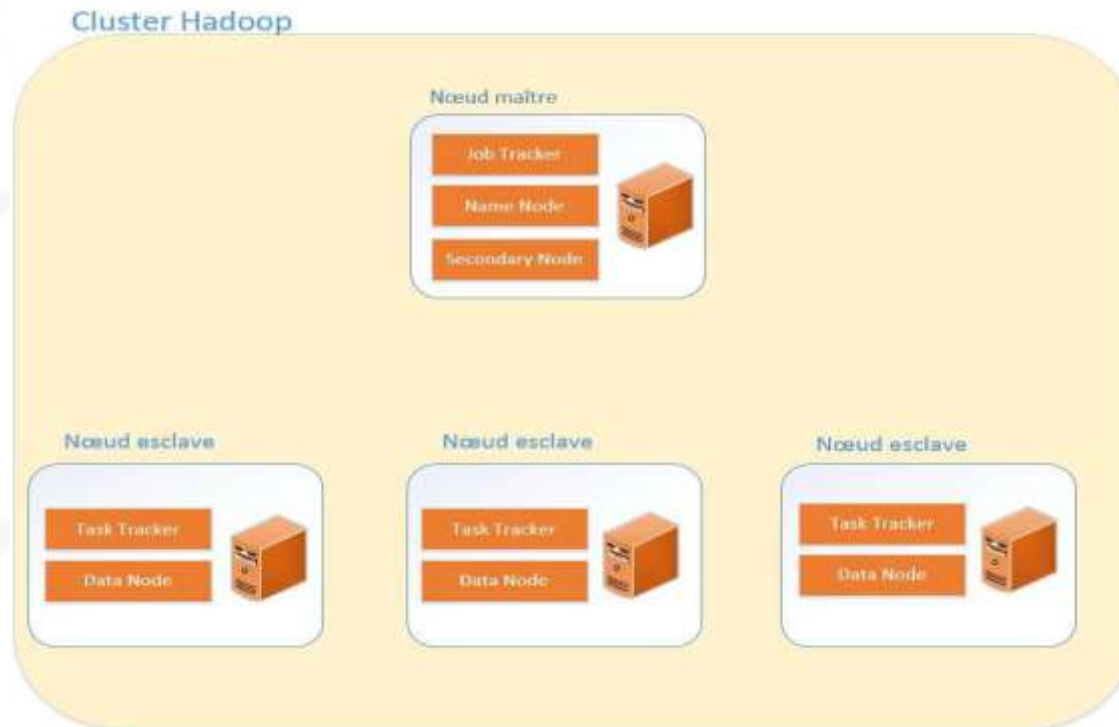 Cluster Hadoop
Nœud maître
Job Tracker
Name Node
Secondary Node
Nœud esclave
Task Tracker
Data Node
Nœud esclave
Task Tracker
Data Node
Nœud esclave
Task Tracker
Data Node